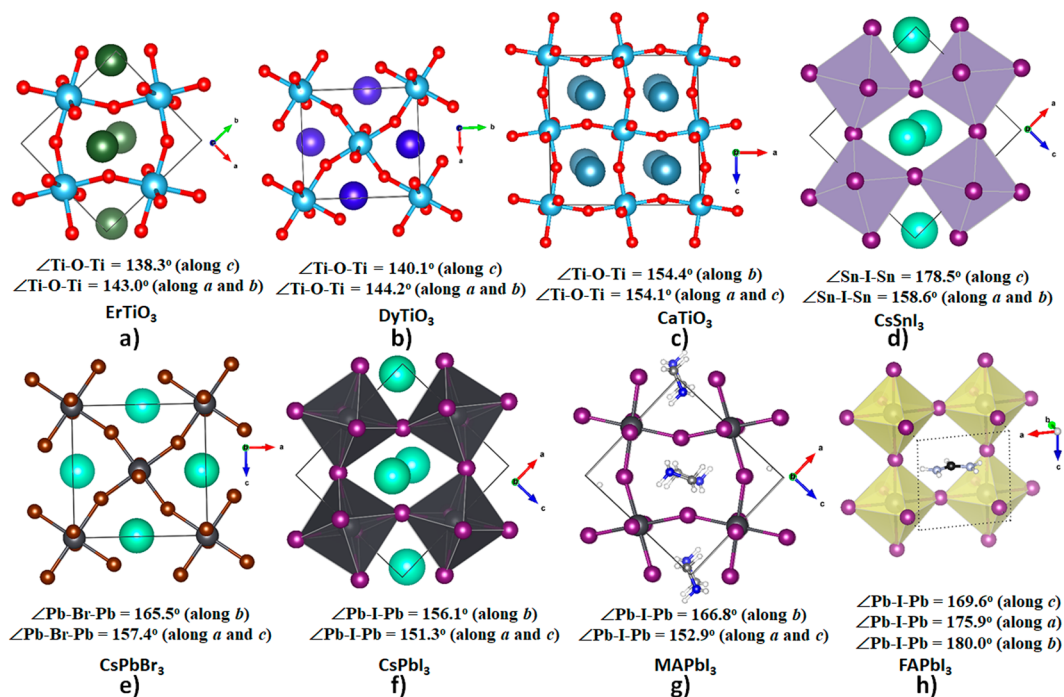 b
a
∠Ti-O-Ti = 138.3° (along c)
∠Ti-O-Ti = 143.0° (along a and b)
ErTiO₃
a)
b
a
∠Ti-O-Ti = 140.1° (along c)
∠Ti-O-Ti = 144.2° (along a and b)
DyTiO₃
b)
b
a
c
∠Ti-O-Ti = 154.4° (along b)
∠Ti-O-Ti = 154.1° (along a and c)
CaTiO₃
c)
a
b
c
∠Sn-I-Sn = 178.5° (along c)
∠Sn-I-Sn = 158.6° (along a and b)
CsSnI₃
d)
b
a
c
∠Pb-Br-Pb = 165.5° (along b)
∠Pb-Br-Pb = 157.4° (along a and c)
CsPbBr₃
e)
a
b
c
∠Pb-I-Pb = 156.1° (along b)
∠Pb-I-Pb = 151.3° (along a and c)
CsPbI₃
f)
a
b
c
∠Pb-I-Pb = 166.8° (along b)
∠Pb-I-Pb = 152.9° (along a and c)
MAPbI₃
g)
b
a
c
∠Pb-I-Pb = 169.6° (along c)
∠Pb-I-Pb = 175.9° (along a)
∠Pb-I-Pb = 180.0° (along b)
FAPbI₃
h)